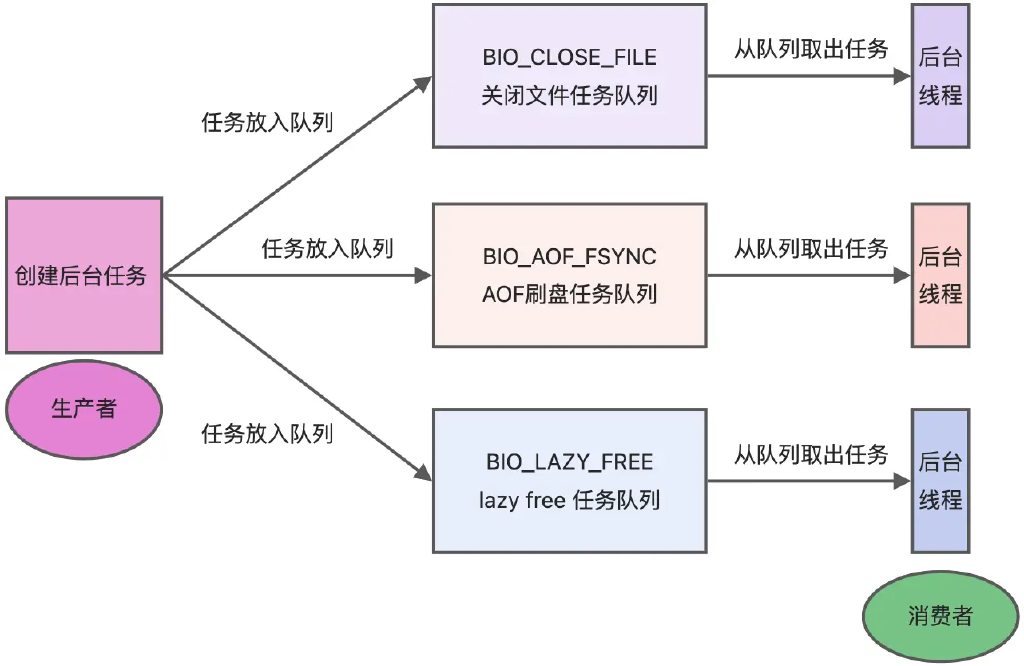 创建后台任务
生产者
任务放入队列
BIO_CLOSE_FILE
关闭文件任务队列
从队列取出任务
后台
线程
任务放入队列
BIO_AOF_FSYNC
AOF刷盘任务队列
从队列取出任务
后台
线程
任务放入队列
BIO_LAZY_FREE
lazy free 任务队列
从队列取出任务
后台
线程
消费者